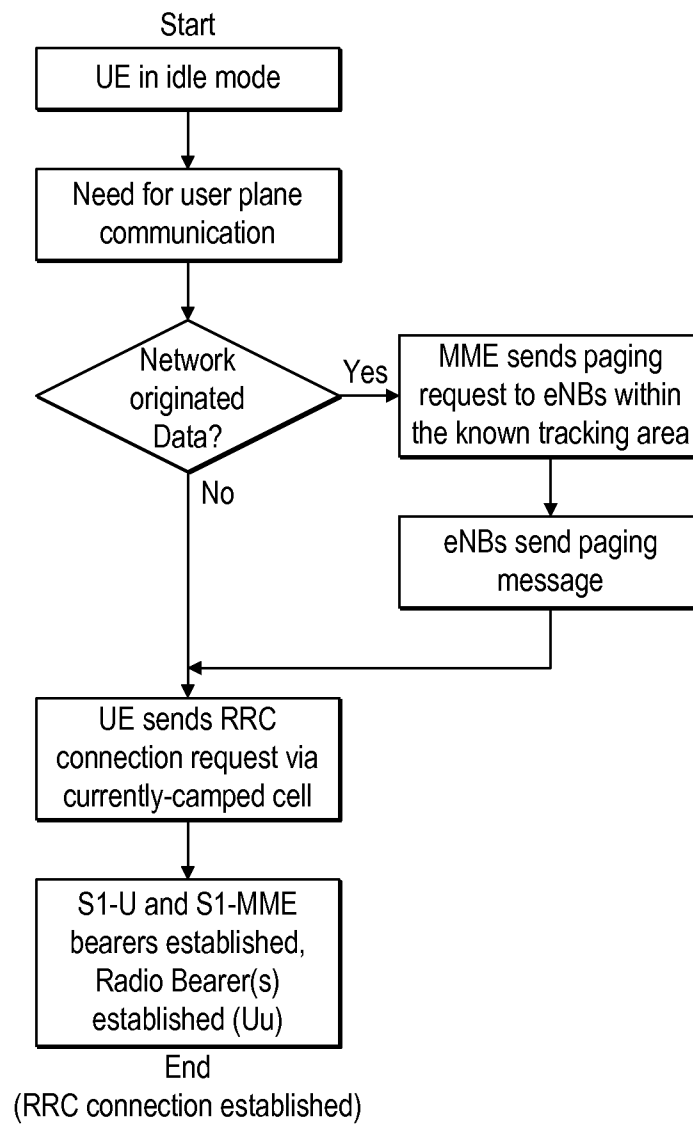 Start
UE in idle mode
Need for user plane
communication
Network
originated
Data?
Yes
MME sends paging
request to eNBs within
the known tracking area
No
eNBs send paging
message
UE sends RRC
connection request via
currently-camped cell
S1-U and S1-MME
bearers established,
Radio Bearer(s)
established (Uu)
End
(RRC connection established)